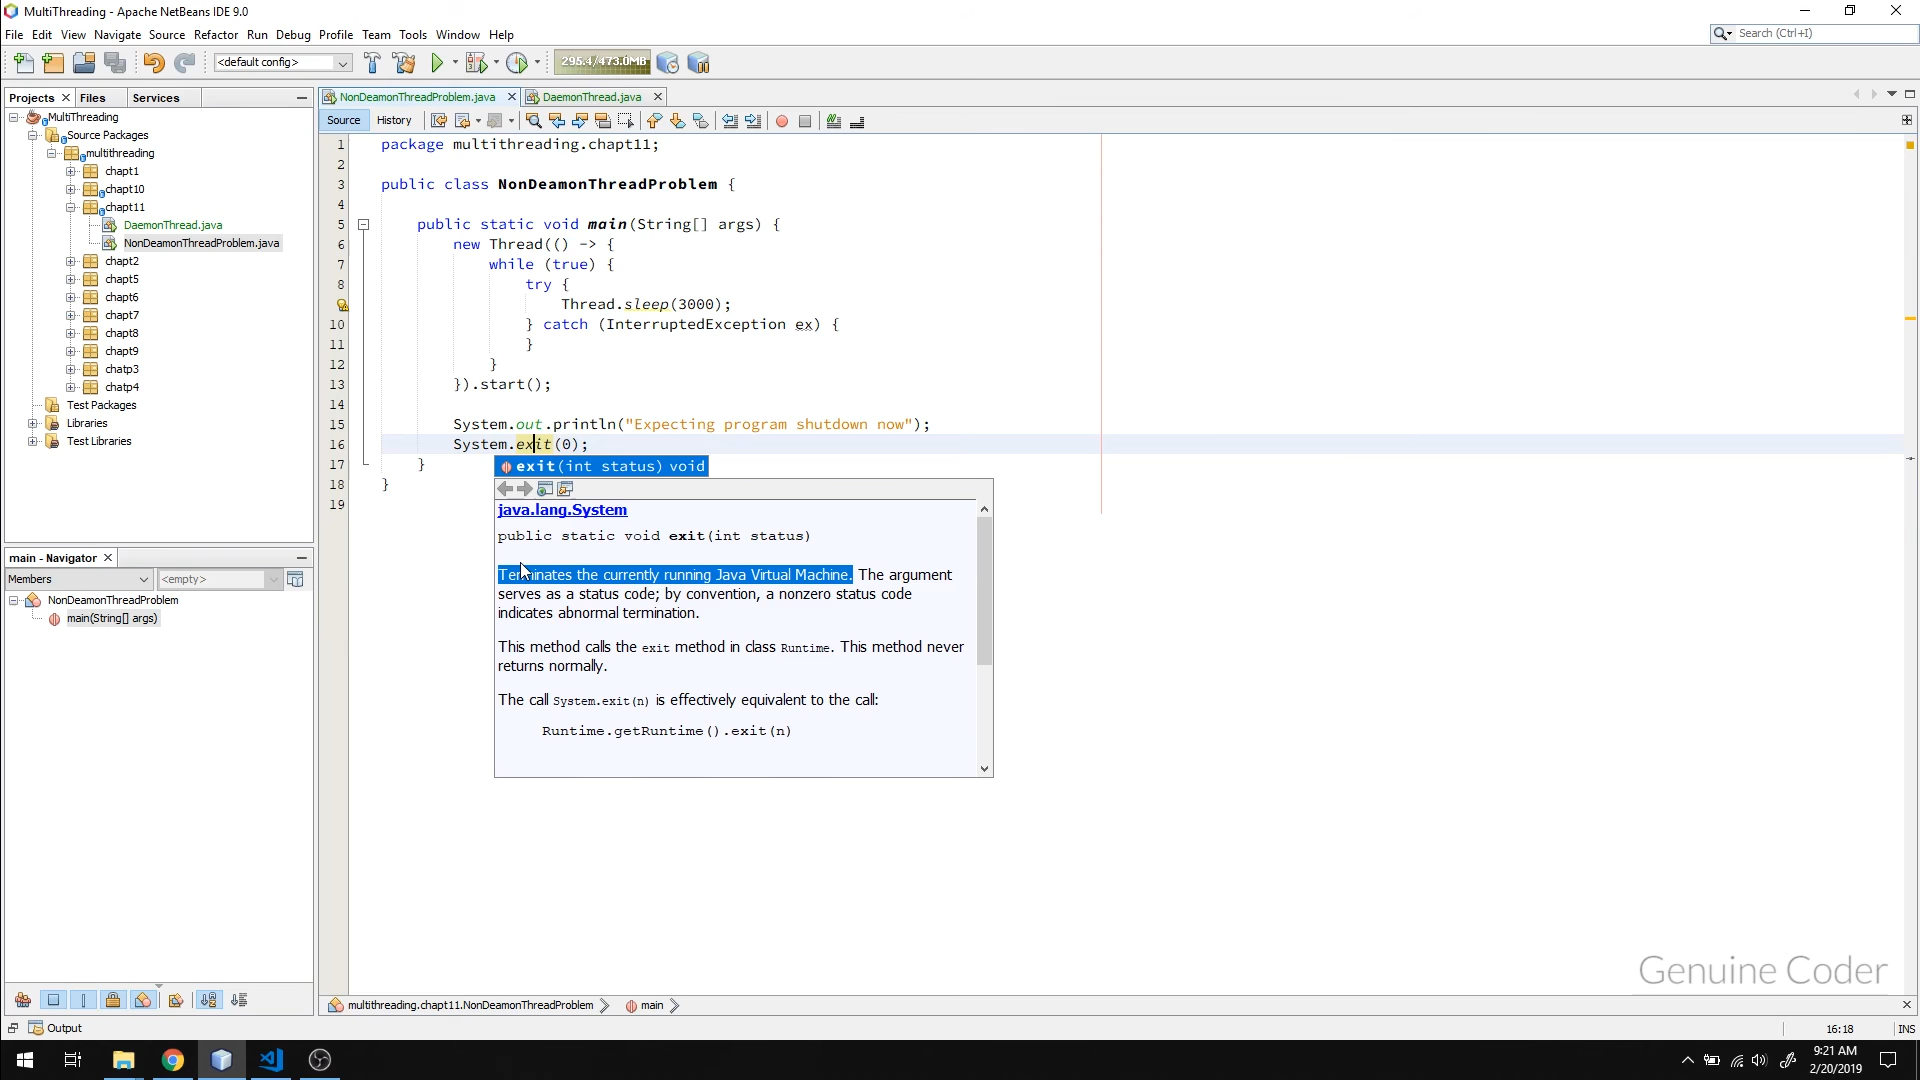 MultiThreading - Apache NetBeans IDE 9.0
File Edit View Navigate Source Refactor Run Debug Profile Team Tools Window Help
Search (Ctrl+I)
<default config>
295.4/473.0MB
Projects Files Services
MultiThreading
Source Packages
multithreading
chapt1
chapt10
chapt11
DaemonThread.java
NonDeamonThreadProblem.java
chapt2
chapt5
chapt6
chapt7
chapt8
chapt9
chatp3
chatp4
Test Packages
Libraries
Test Libraries
main - Navigator
Members <empty>
NonDeamonThreadProblem
main(String[] args)
NonDeamonThreadProblem.java DaemonThread.java
Source History
1 package multithreading.chapt11;
2
3 public class NonDeamonThreadProblem {
4
5 public static void main(String[] args) {
6 new Thread(() -> {
7 while (true) {
8 try {
Thread.sleep(3000);
10 } catch (InterruptedException ex) {
11 }
12 }
13 }).start();
14
15 System.out.println("Expecting program shutdown now");
16 System.exit(0);
17 }
18 }
19
exit(int status) void
java.lang.System
public static void exit(int status)
Terminates the currently running Java Virtual Machine. The argument
serves as a status code; by convention, a nonzero status code
indicates abnormal termination.
This method calls the exit method in class Runtime. This method never
returns normally.
The call System.exit(n) is effectively equivalent to the call:
Runtime.getRuntime().exit(n)
Genuine Coder
multithreading.chapt11.NonDeamonThreadProblem main
Output
16:18 INS
9:21 AM
2/20/2019